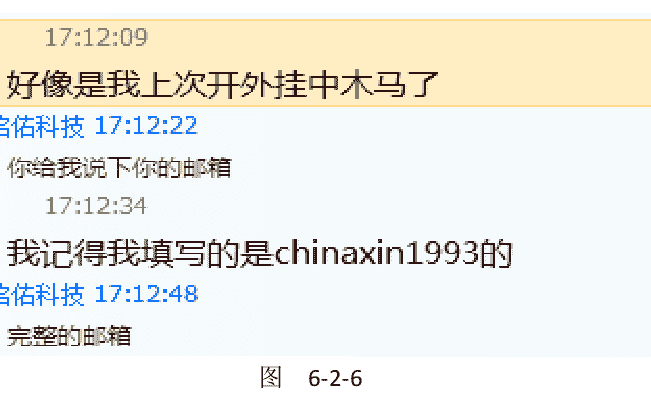 17:12:09
好像是我上次开外挂中木马了
佑科技 17:12:22
你给我说下你的邮箱
17:12:34
我记得我填写的是chinaxin1993的
佑科技 17:12:48
完整的邮箱
图 6-2-6